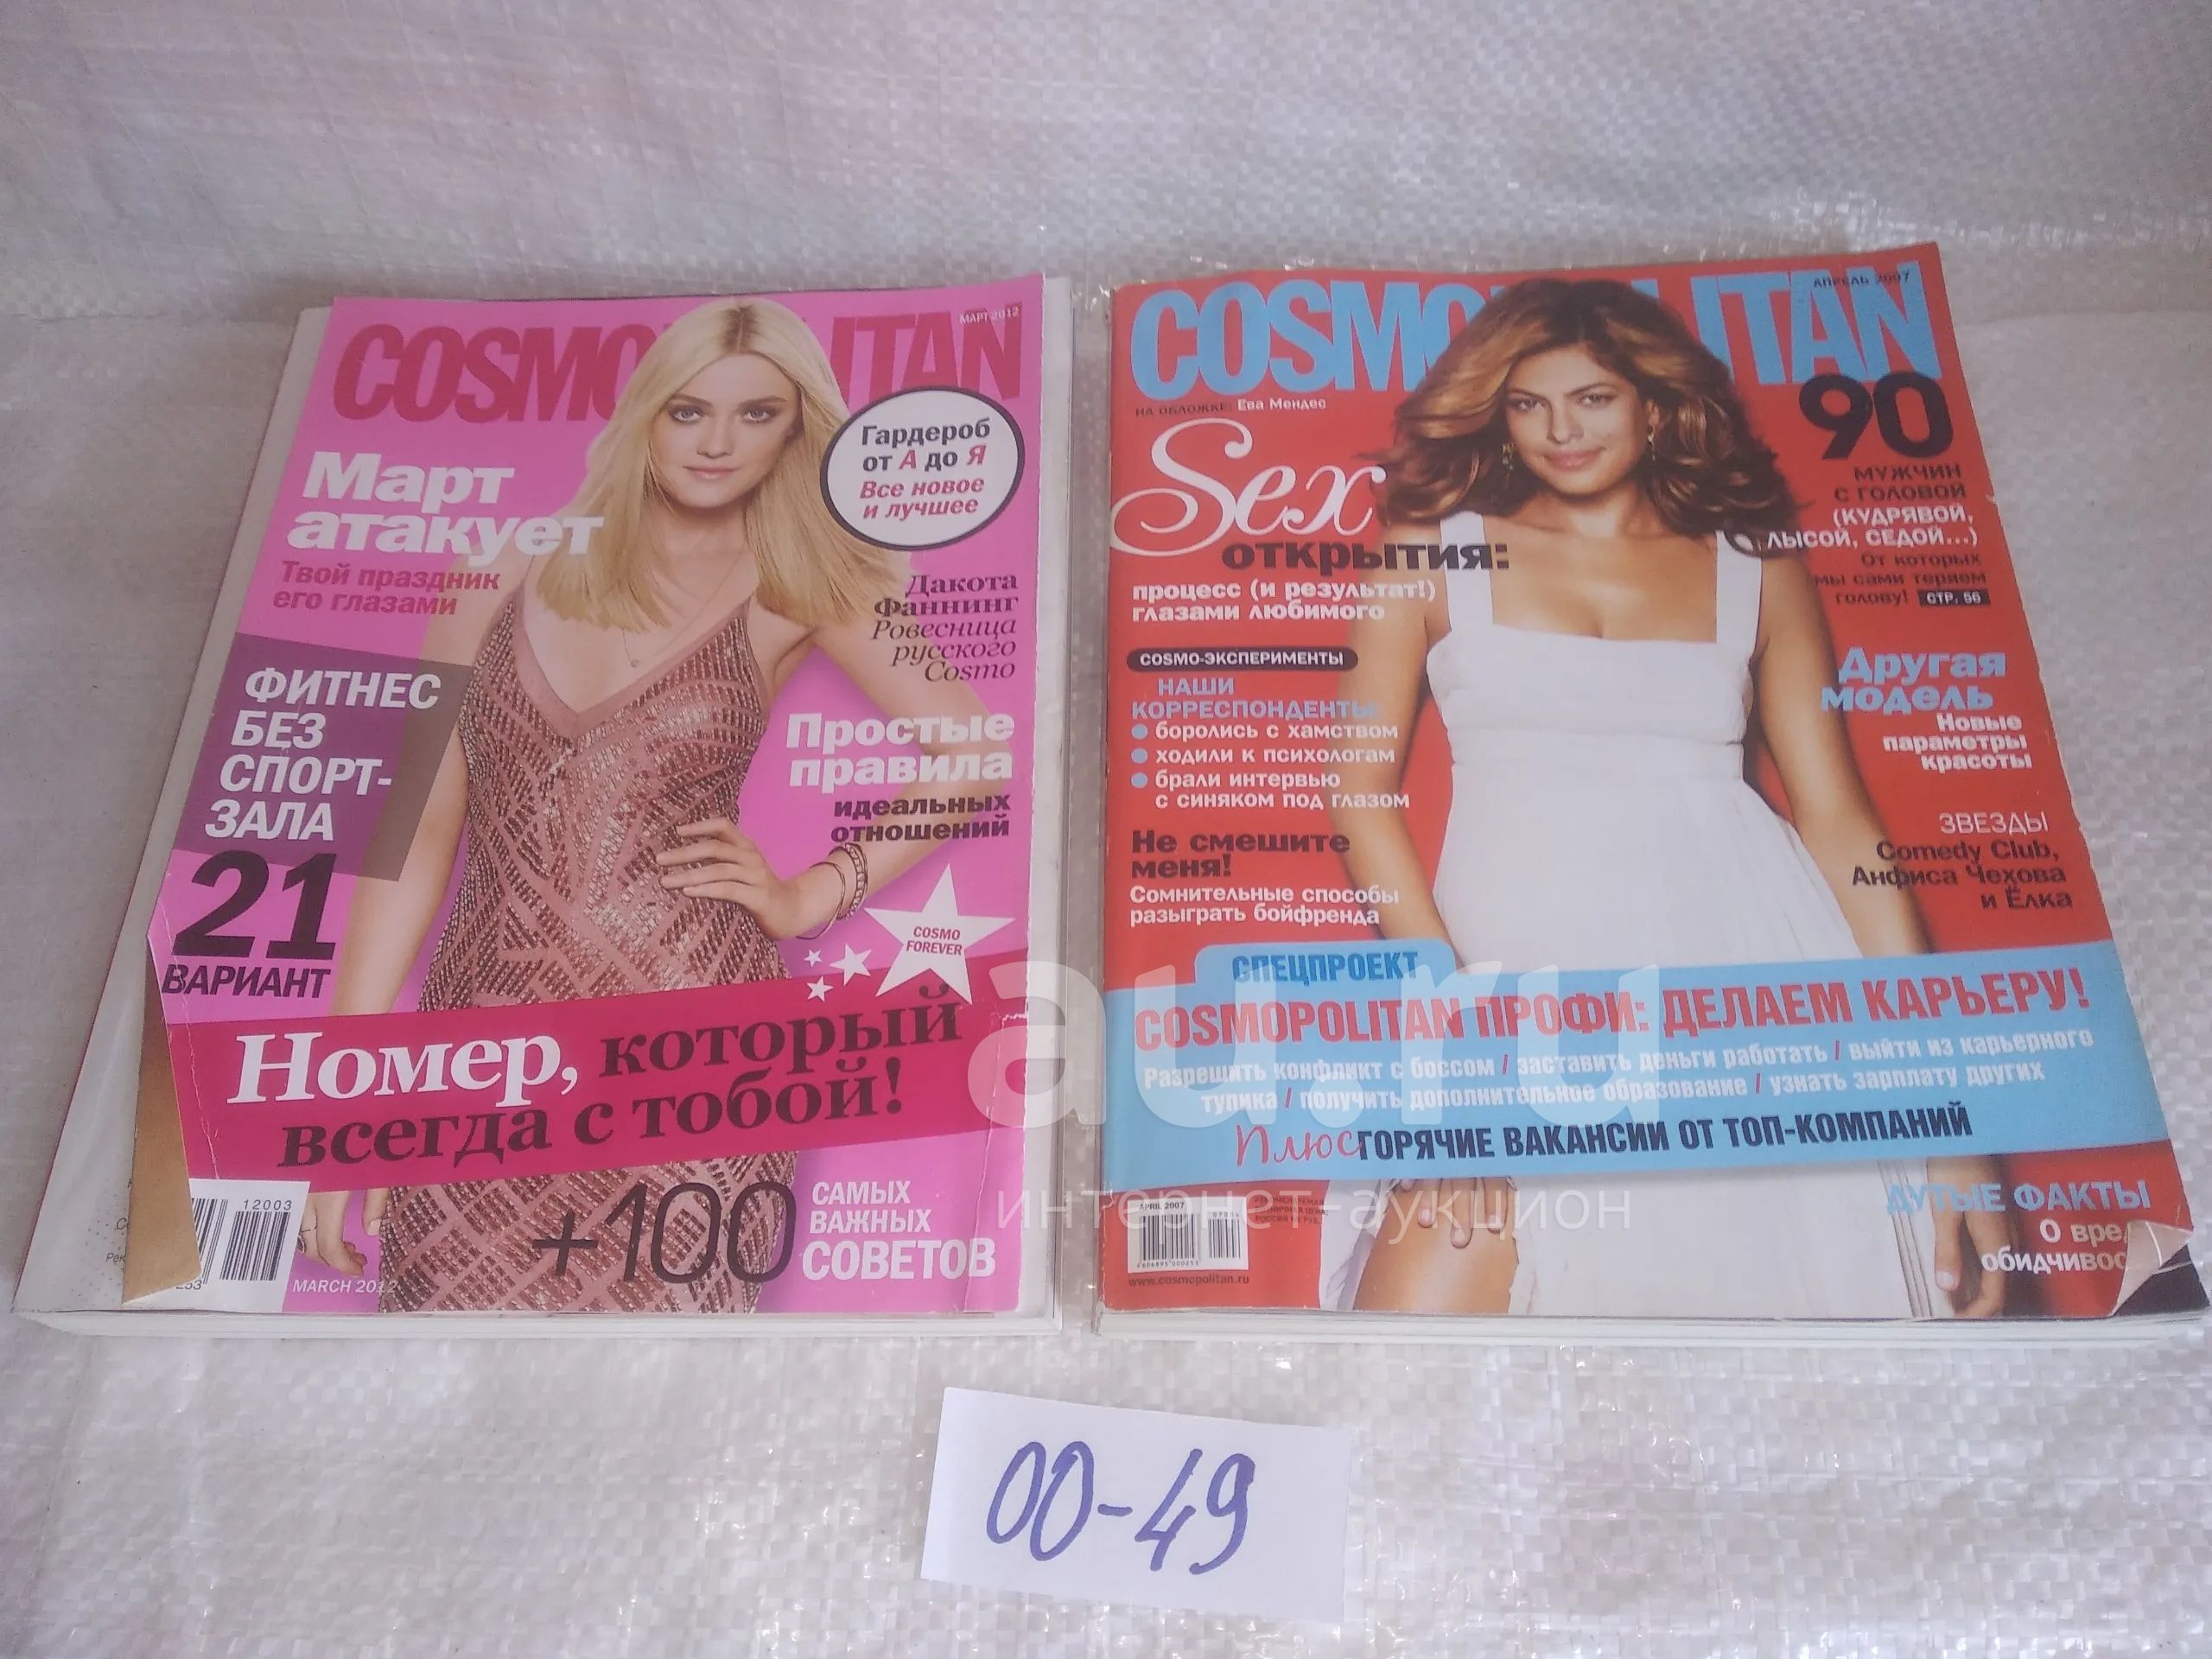 COSMOPOLITAN
МАРТ 2012
Март
атакует
Твой праздник
его глазами
Гардероб
от А до Я
Все новое
и лучшее
Дакота
Фаннинг
Ровесница
русского
Cosmo
ФИТНЕС
БЕЗ
СПОРТ-
ЗАЛА
21
ВАРИАНТ
Простые
правила
идеальных
отношений
COSMO
FOREVER
Номер, который
всегда с тобой!
+100
САМЫХ
ВАЖНЫХ
СОВЕТОВ
12003
253
MARCH 2012
COSMOPOLITAN
АПРЕЛЬ 2007
НА ОБЛОЖКЕ: Ева Мендес
Sex
открытия:
процесс (и результат!)
глазами любимого
COSMO-ЭКСПЕРИМЕНТЫ
НАШИ
КОРРЕСПОНДЕНТЫ:
боролись с хамством
ходили к психологам
брали интервью
с синяком под глазом
Не смешите
меня!
Сомнительные способы
разыграть бойфренда
90
МУЖЧИН
С ГОЛОВОЙ
(КУДРЯВОЙ,
ЛЫСОЙ, СЕДОЙ...)
От которых
мы сами теряем
голову! СТР. 56
Другая
модель
Новые
параметры
красоты
ЗВЕЗДЫ
Comedy Club,
Анфиса Чехова
и Ёлка
СПЕЦПРОЕКТ
COSMOPOLITAN ПРОФИ: ДЕЛАЕМ КАРЬЕРУ!
Разрешить конфликт с боссом / заставить деньги работать / выйти из карьерного
тупика / получить дополнительное образование / узнать зарплату других
Плюс ГОРЯЧИЕ ВАКАНСИИ ОТ ТОП-КОМПАНИЙ
ДУТЫЕ ФАКТЫ
О вре
обидчивос
APRIL 2007
4606895000253
www.cosmopolitan.ru
au.ru
интернет-аукцион
00-49